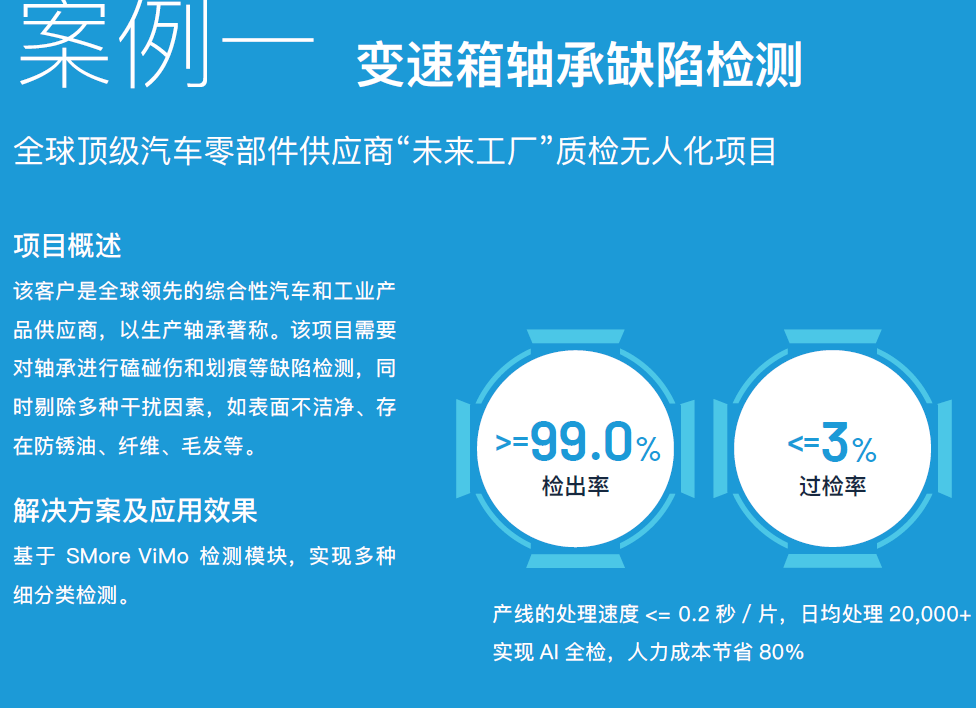 案例一
变速箱轴承缺陷检测
全球顶级汽车零部件供应商“未来工厂”质检无人化项目
项目概述
该客户是全球领先的综合性汽车和工业产
品供应商，以生产轴承著称。该项目需要
对轴承进行磕碰伤和划痕等缺陷检测，同
时剔除多种干扰因素，如表面不洁净、存
在防锈油、纤维、毛发等。
解决方案及应用效果
基于 SMore ViMo 检测模块，实现多种
细分类检测。
>=99.0%
检出率
<=3%
过检率
产线的处理速度 <= 0.2 秒 / 片，日均处理 20,000+
实现 AI 全检，人力成本节省 80%